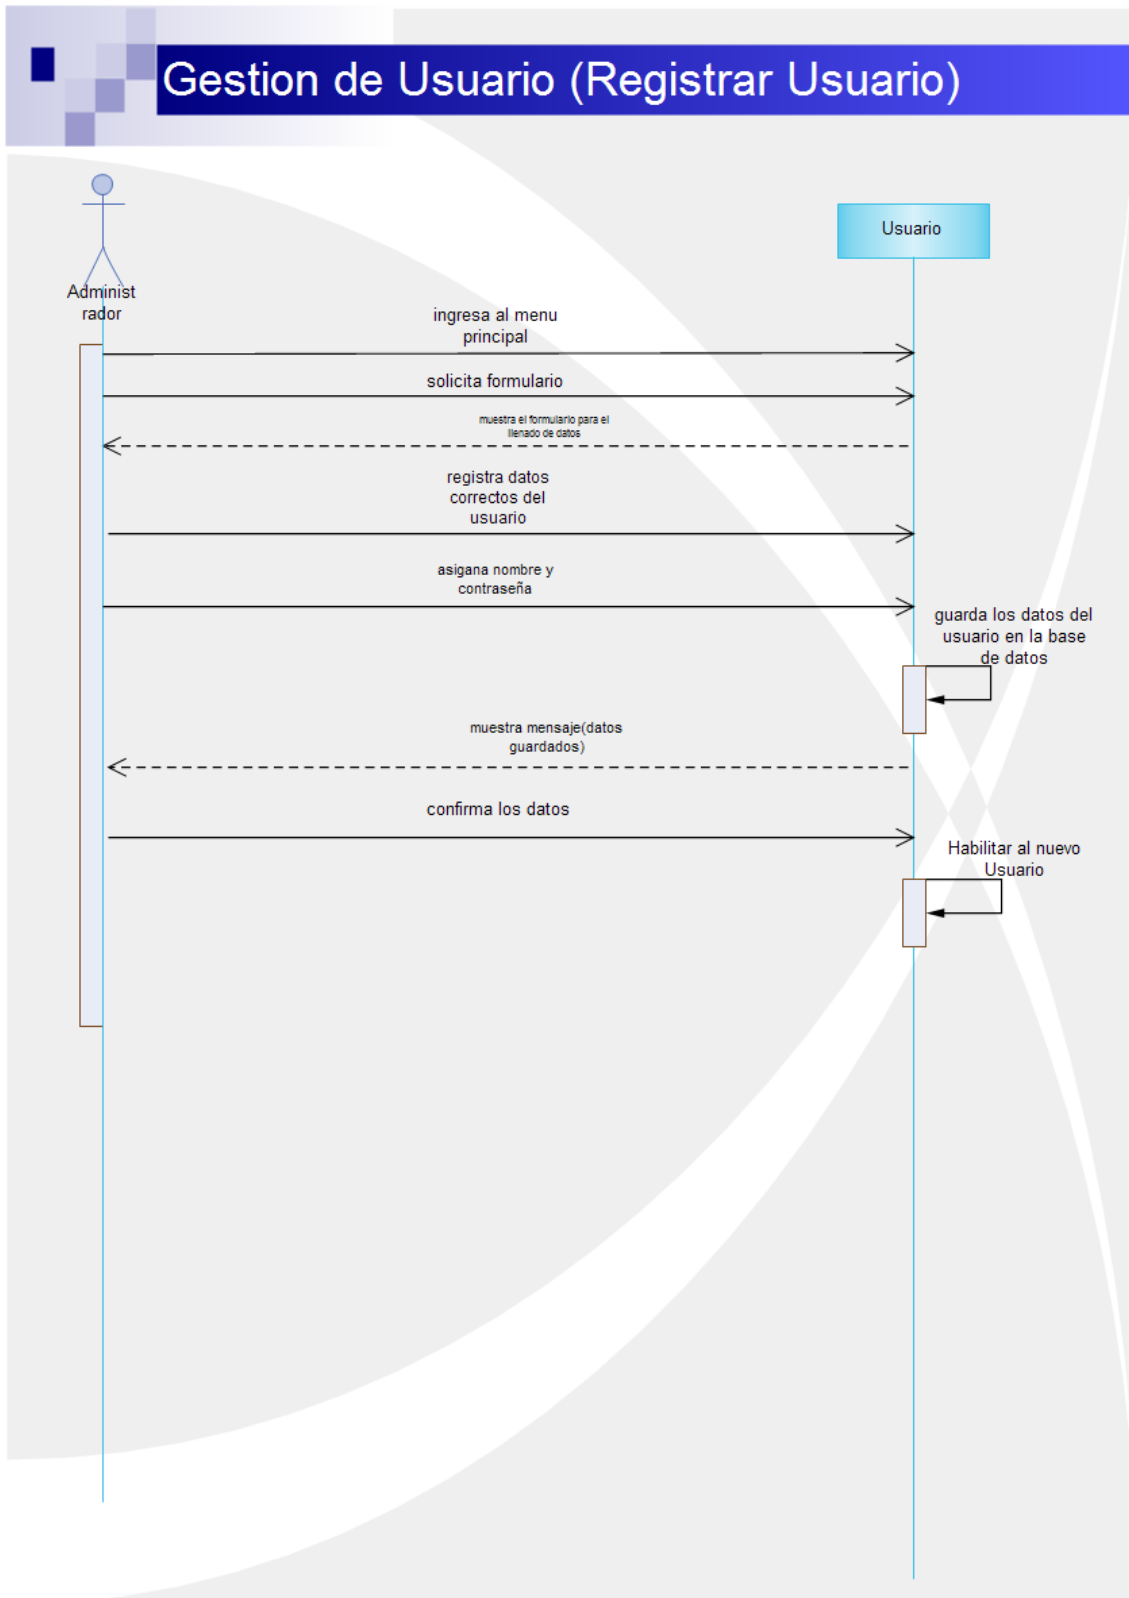 Gestion de Usuario (Registrar Usuario)
Usuario
Administ
rador
ingresa al menu
principal
solicita formulario
muestra el formulario para el
llenado de datos
registra datos
correctos del
usuario
asigana nombre y
contraseña
guarda los datos del
usuario en la base
de datos
muestra mensaje(datos
guardados)
confirma los datos
Habilitar al nuevo
Usuario